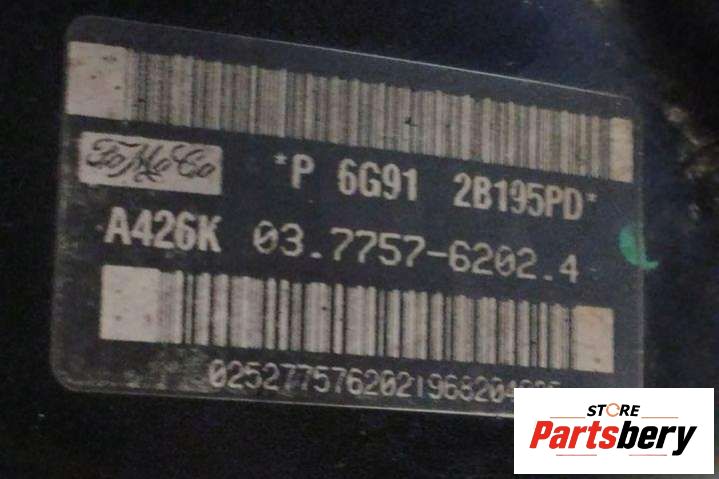 FoMoCo *P 6G91 2B195PD*
A426K 03.7757-6202.4
STORE
Partsbery